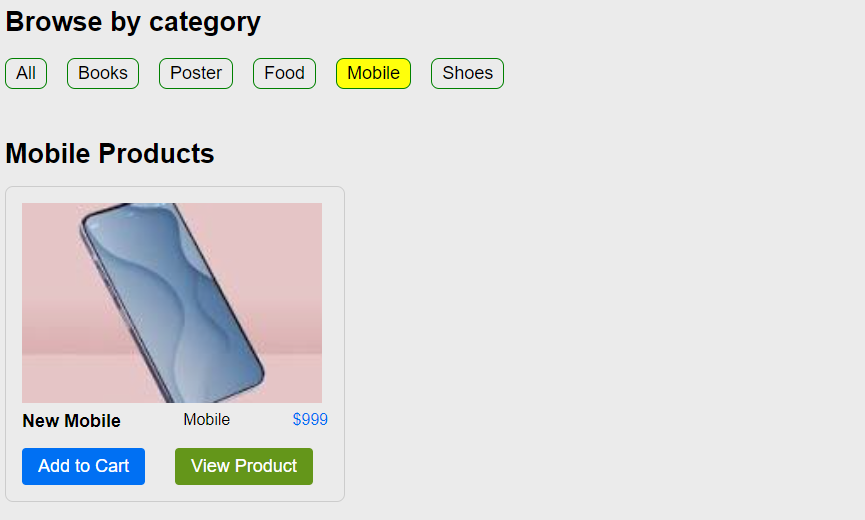 Browse by category
All Books Poster Food Mobile Shoes
Mobile Products
New Mobile Mobile $999
Add to Cart View Product